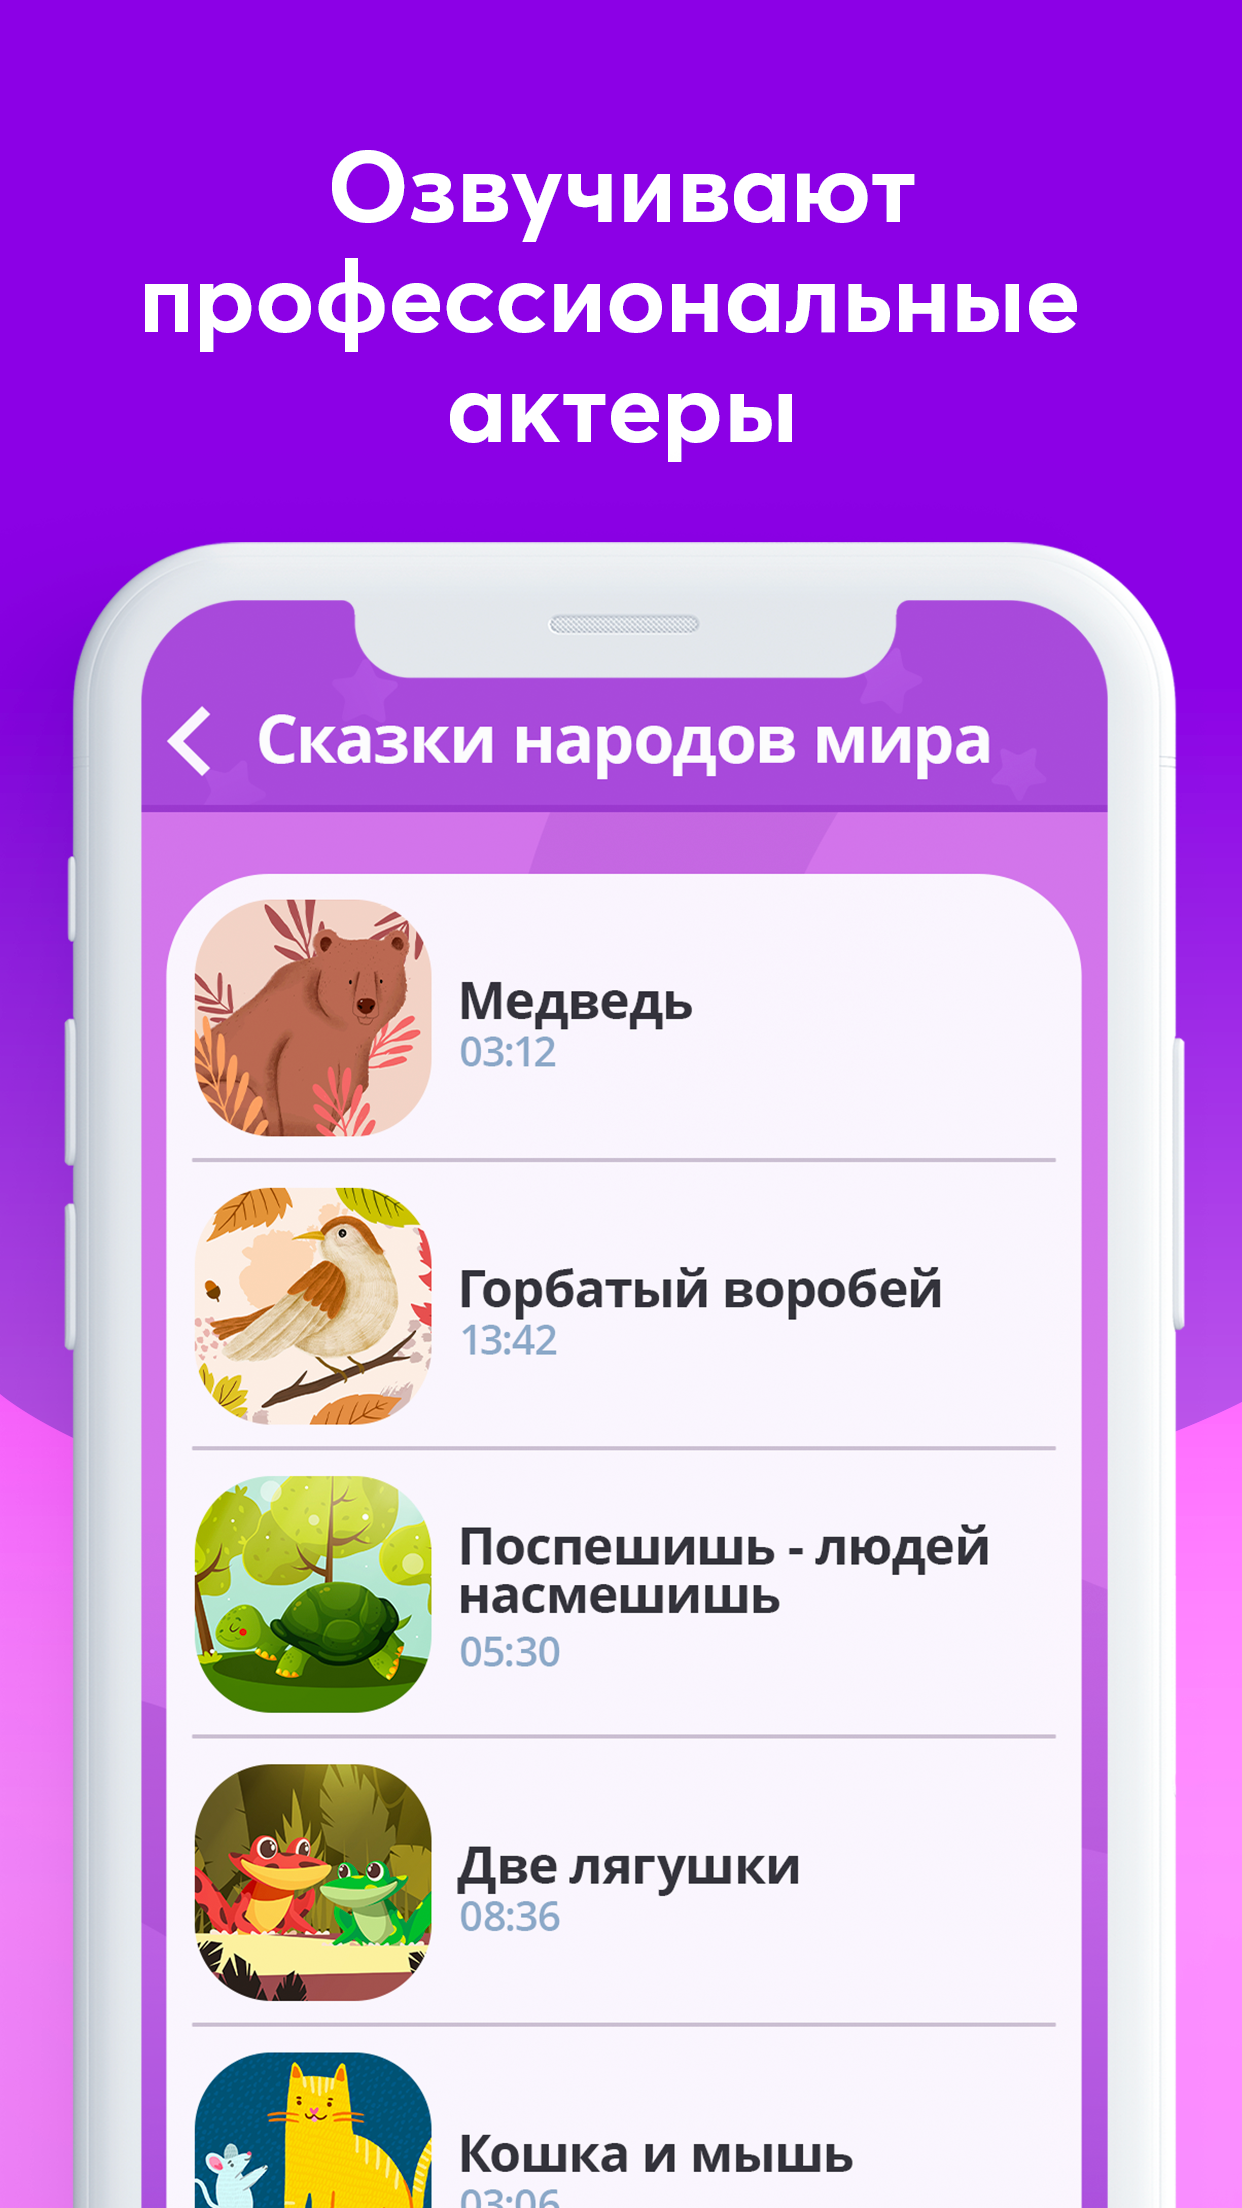 Озвучивают
профессиональные
актеры
Сказки народов мира
Медведь
03:12
Горбатый воробей
13:42
Поспешишь - людей
насмешишь
05:30
Две лягушки
08:36
Кошка и мышь
03:06